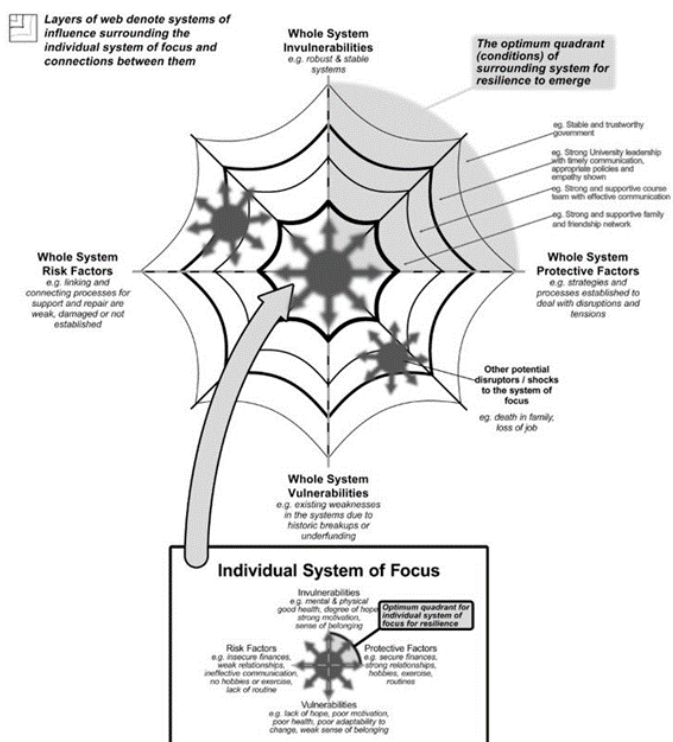 Layers of web denote systems of
influence surrounding the
individual system of focus and
connections between them
Whole System
Invulnerabilities
e.g. robust & stable
systems
The optimum quadrant
(conditions) of
surrounding system for
resilience to emerge
eg. Stable and trustworthy
government
eg. Strong University leadership
with timely communication,
appropriate policies and
empathy shown
eg. Strong and supportive course
team with effective communication
eg. Strong and supportive family
and friendship network
Whole System
Risk Factors
e.g. linking and
connecting processes for
support and repair are
weak, damaged or not
established
Whole System
Protective Factors
e.g. strategies and
processes established to
deal with disruptions and
tensions
Other potential
disruptors / shocks
to the system of
focus
eg. death in family,
loss of job
Whole System
Vulnerabilities
e.g. existing weaknesses
in the systems due to
historic breakups or
underfunding
Individual System of Focus
Invulnerabilities
e.g. mental & physical
good health, degree of hope
strong motivation,
sense of belonging
Optimum quadrant for
individual system of
focus for resilience
Risk Factors
e.g. insecure finances,
weak relationships,
ineffective communication,
no hobbies or exercise,
lack of routine
Protective Factors
e.g. secure finances,
strong relationships,
hobbies, exercise,
routines
Vulnerabilities
e.g. lack of hope, poor motivation,
poor health, poor adaptability to
change, weak sense of belonging